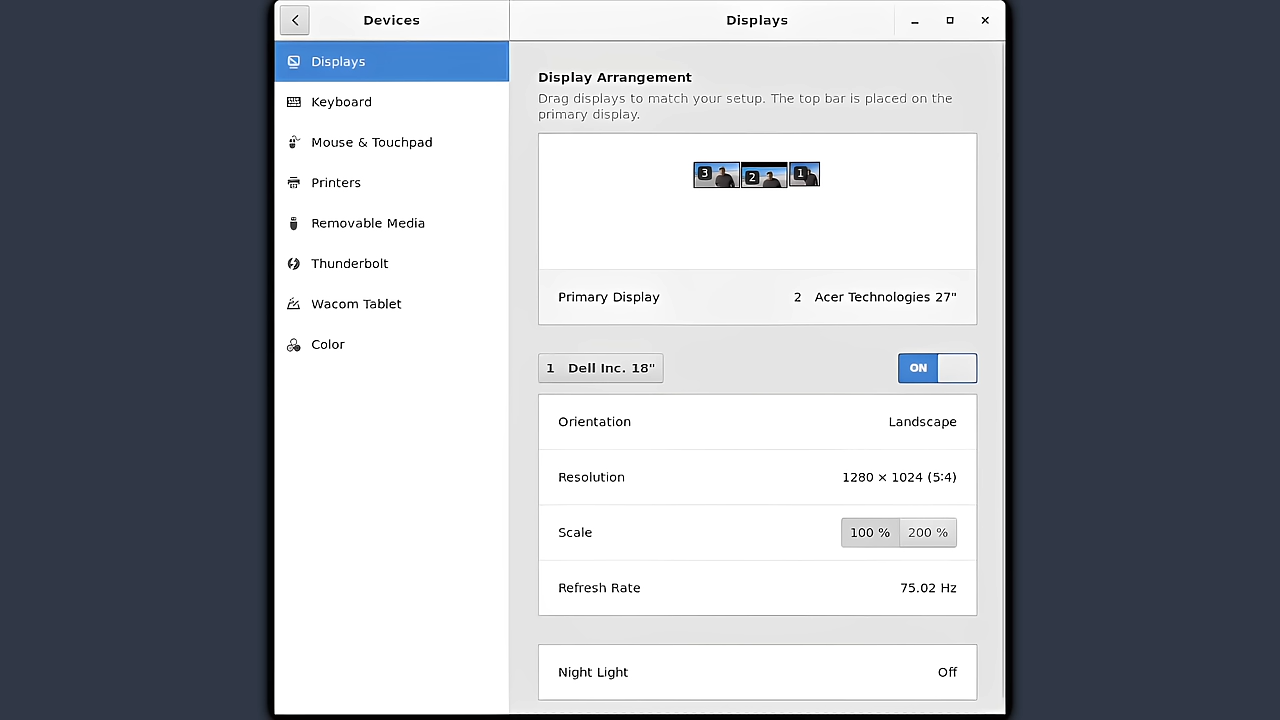 Devices
Displays
Displays
Keyboard
Mouse & Touchpad
Printers
Removable Media
Thunderbolt
Wacom Tablet
Color
Display Arrangement
Drag displays to match your setup. The top bar is placed on the
primary display.
3
2
1
Primary Display 2 Acer Technologies 27"
1 Dell Inc. 18" ON
Orientation Landscape
Resolution 1280 × 1024 (5∶4)
Scale 100 % 200 %
Refresh Rate 75.02 Hz
Night Light Off